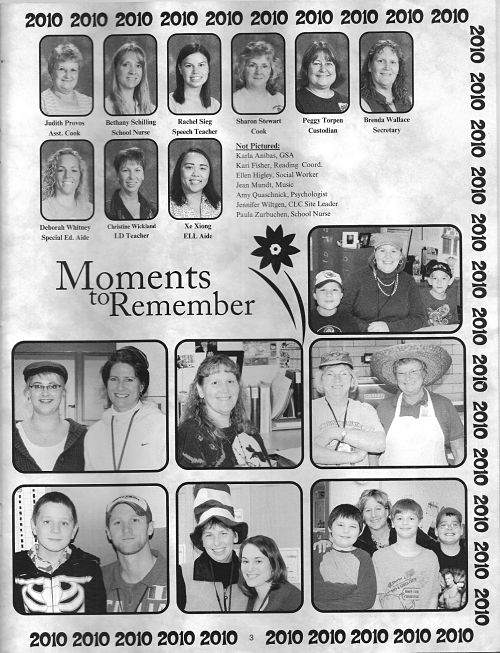 2010 2010 2010 2010 2010 2010 2010 2010 2010 2010
Judith Provos
Asst. Cook
Bethany Schilling
School Nurse
Rachel Sieg
Speech Teacher
Sharon Stewart
Cook
Peggy Torpen
Custodian
Brenda Wallace
Secretary
Deborah Whitney
Special Ed. Aide
Christine Wickland
LD Teacher
Xe Xiong
ELL Aide
Not Pictured:
Karla Anibas, GSA
Kari Fisher, Reading Coord.
Ellen Higley, Social Worker
Jean Mundt, Music
Amy Quaschnick, Psychologist
Jennifer Wiltgen, CLC Site Leader
Paula Zurbuchen, School Nurse
Moments
to Remember
2010 2010 2010 2010 2010 2010 2010 2010 2010 2010 2010 2010
2010 2010 2010 2010 2010
3
2010 2010 2010 2010 2010